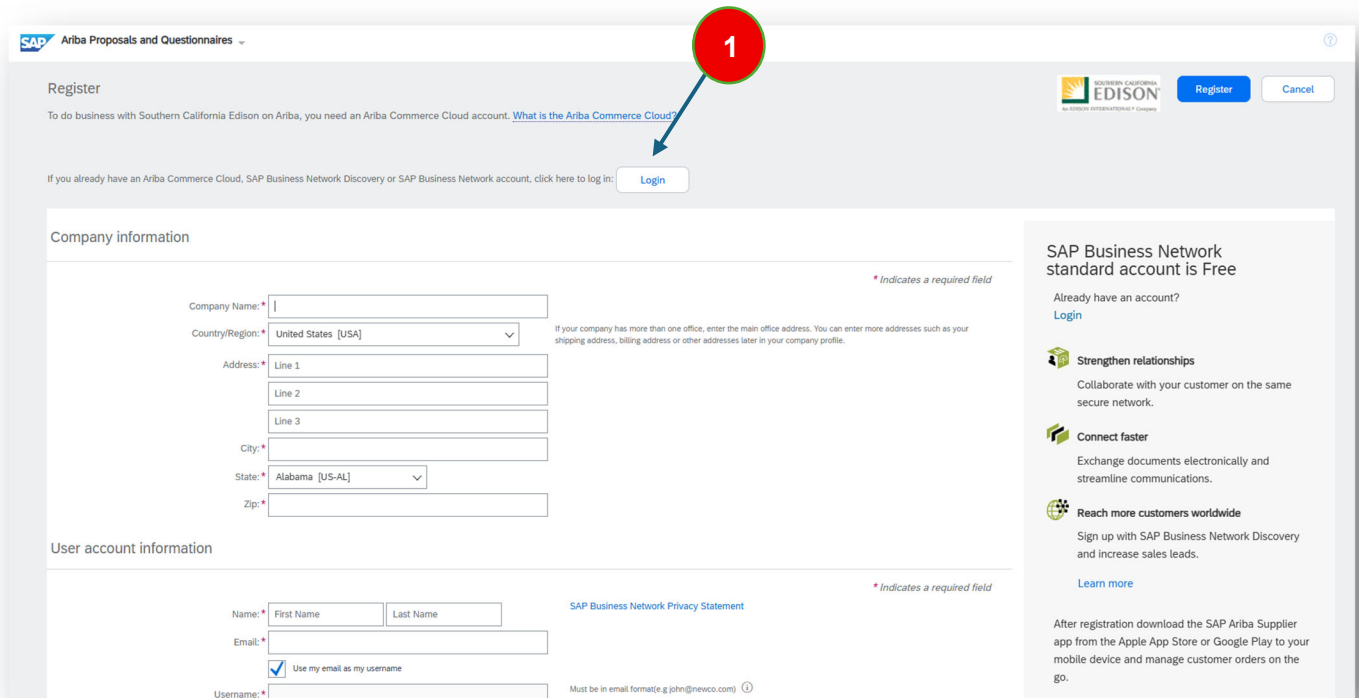 1
SAP Ariba Proposals and Questionnaires
?
Register
SOUTHERN CALIFORNIA
EDISON
An EDISON INTERNATIONAL® Company
Register
Cancel
To do business with Southern California Edison on Ariba, you need an Ariba Commerce Cloud account. What is the Ariba Commerce Cloud?
If you already have an Ariba Commerce Cloud, SAP Business Network Discovery or SAP Business Network account, click here to log in: Login
Company information
* Indicates a required field
Company Name: *
Country/Region: * United States [USA]
If your company has more than one office, enter the main office address. You can enter more addresses such as your
shipping address, billing address or other addresses later in your company profile.
Address: * Line 1
Line 2
Line 3
City: *
State: * Alabama [US-AL]
Zip: *
User account information
* Indicates a required field
Name: * First Name Last Name
SAP Business Network Privacy Statement
Email: *
Use my email as my username
Username: *
Must be in email format(e.g john@newco.com) i
SAP Business Network
standard account is Free
Already have an account?
Login
Strengthen relationships
Collaborate with your customer on the same
secure network.
Connect faster
Exchange documents electronically and
streamline communications.
Reach more customers worldwide
Sign up with SAP Business Network Discovery
and increase sales leads.
Learn more
After registration download the SAP Ariba Supplier
app from the Apple App Store or Google Play to your
mobile device and manage customer orders on the
go.